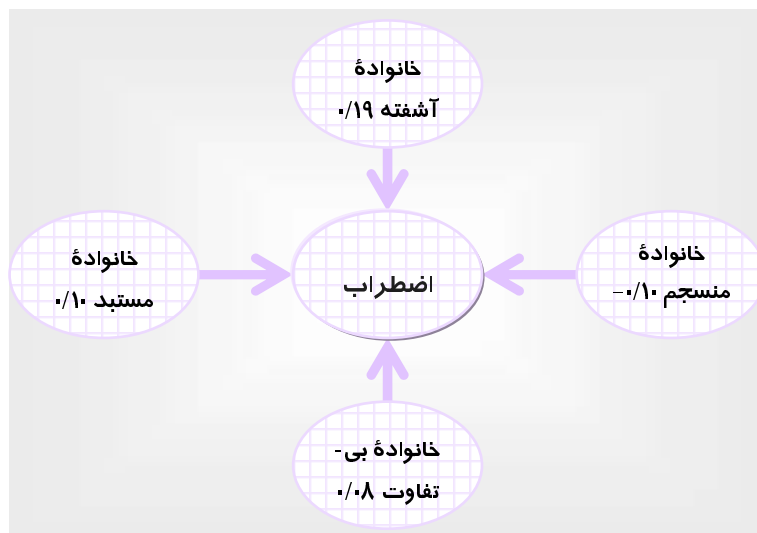 خانوادهٔ
آشفته ۰/۱۹
خانوادهٔ
منسجم ۰/۱۰–
اضطراب
خانوادهٔ
مستبد ۰/۱۰
خانوادهٔ بی-
تفاوت ۰/۰۸